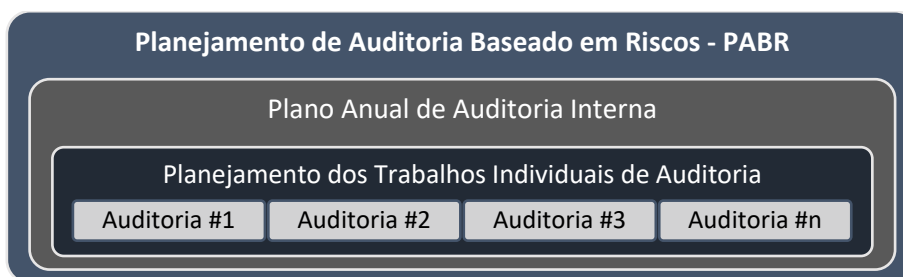 Planejamento de Auditoria Baseado em Riscos - PABR
Plano Anual de Auditoria Interna
Planejamento dos Trabalhos Individuais de Auditoria
Auditoria #1 Auditoria #2 Auditoria #3 Auditoria #n